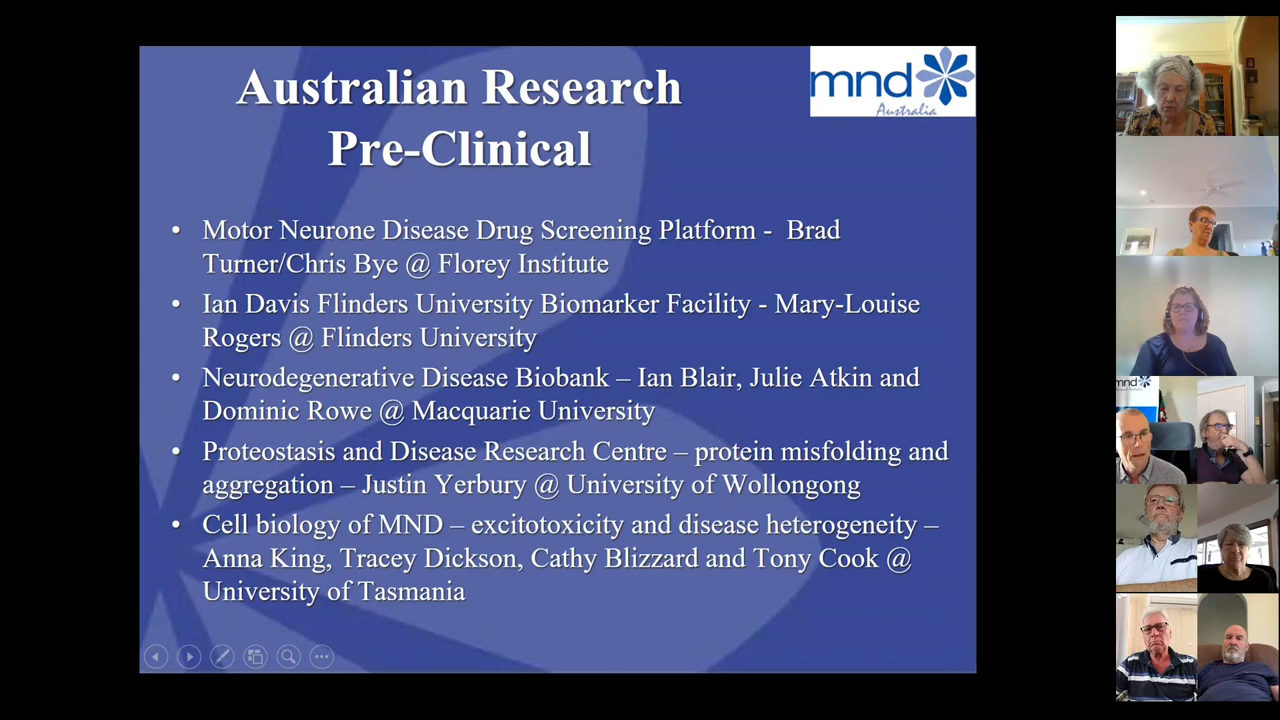 Australian Research
Pre-Clinical
mnd
Australia
• Motor Neurone Disease Drug Screening Platform - Brad
Turner/Chris Bye @ Florey Institute
• Ian Davis Flinders University Biomarker Facility - Mary-Louise
Rogers @ Flinders University
• Neurodegenerative Disease Biobank – Ian Blair, Julie Atkin and
Dominic Rowe @ Macquarie University
• Proteostasis and Disease Research Centre – protein misfolding and
aggregation – Justin Yerbury @ University of Wollongong
• Cell biology of MND – excitotoxicity and disease heterogeneity –
Anna King, Tracey Dickson, Cathy Blizzard and Tony Cook @
University of Tasmania
mnd